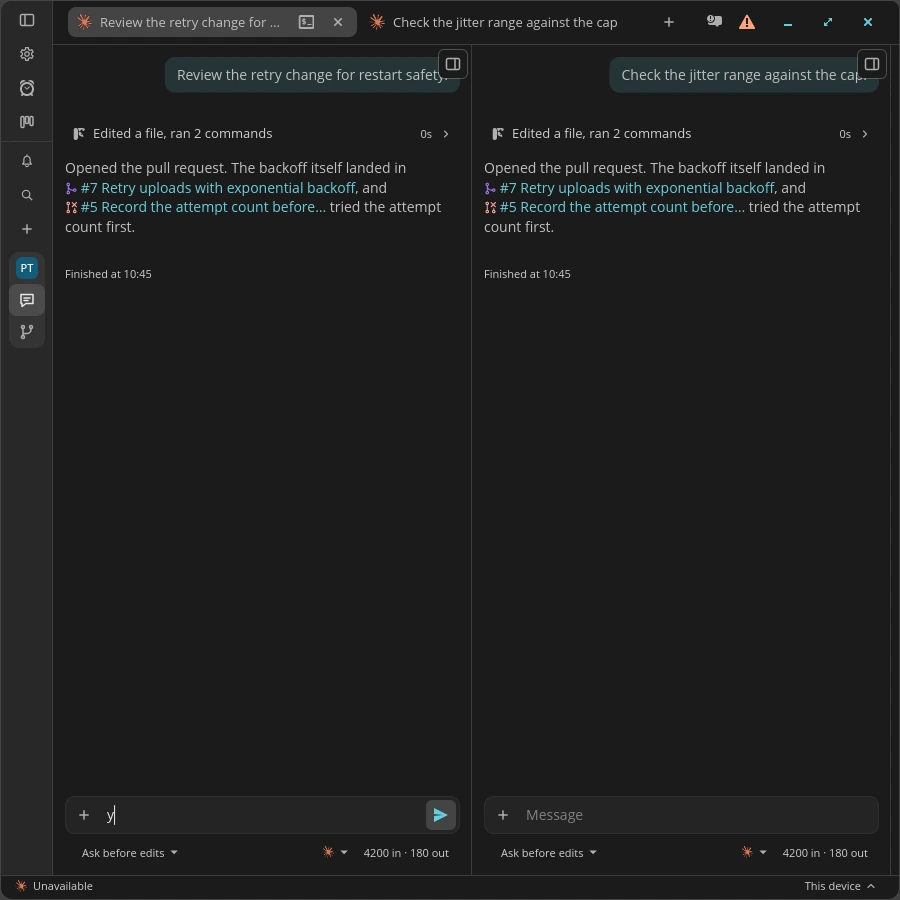 Review the retry change for ...
Check the jitter range against the cap
Review the retry change for restart safety.
Edited a file, ran 2 commands
0s
Opened the pull request. The backoff itself landed in
#7 Retry uploads with exponential backoff, and
#5 Record the attempt count before... tried the attempt
count first.
Finished at 10:45
y
Ask before edits
4200 in · 180 out
Check the jitter range against the cap.
Edited a file, ran 2 commands
0s
Opened the pull request. The backoff itself landed in
#7 Retry uploads with exponential backoff, and
#5 Record the attempt count before... tried the attempt
count first.
Finished at 10:45
Message
Ask before edits
4200 in · 180 out
PT
Unavailable
This device